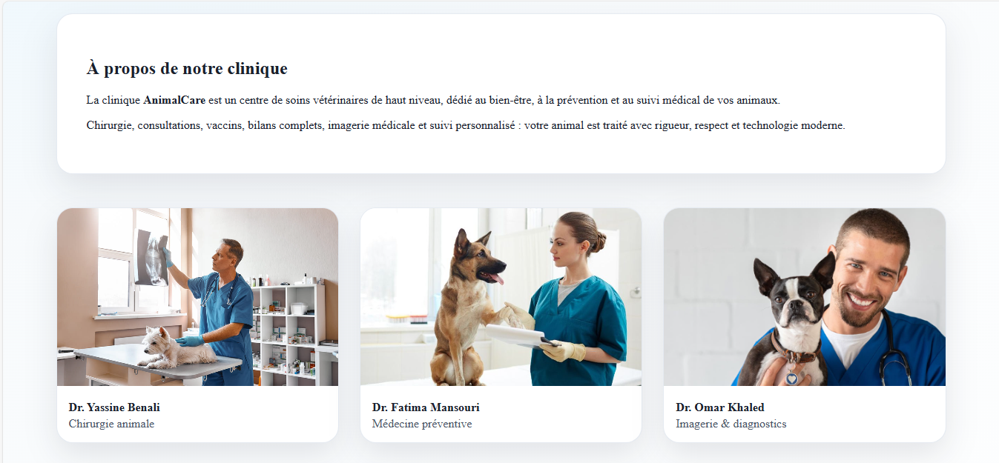 À propos de notre clinique
La clinique AnimalCare est un centre de soins vétérinaires de haut niveau, dédié au bien-être, à la prévention et au suivi médical de vos animaux.
Chirurgie, consultations, vaccins, bilans complets, imagerie médicale et suivi personnalisé : votre animal est traité avec rigueur, respect et technologie moderne.
Dr. Yassine Benali
Chirurgie animale
Dr. Fatima Mansouri
Médecine préventive
Dr. Omar Khaled
Imagerie & diagnostics